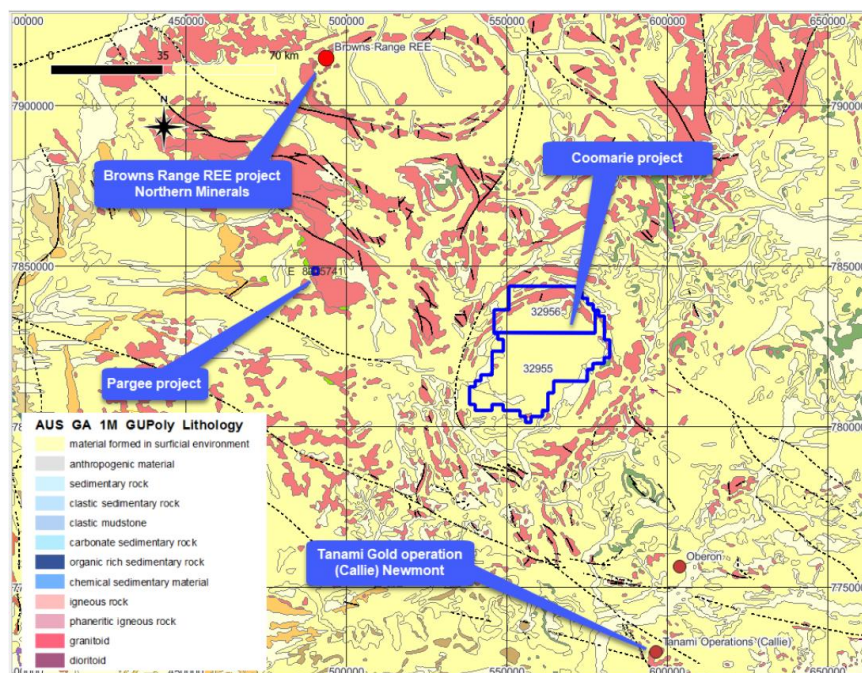 450000
500000
550000
600000
650000
0
35
70 km
Browns Range REE
7900000
7900000
N
Browns Range REE project
Northern Minerals
Coomarie project
7850000
7850000
32956
32955
Pargee project
7800000
AUS GA 1M GUPoly Lithology
material formed in surficial environment
anthropogenic material
sedimentary rock
clastic sedimentary rock
clastic mudstone
carbonate sedimentary rock
organic rich sedimentary rock
chemical sedimentary material
igneous rock
phaneritic igneous rock
granitoid
dioritoid
Tanami Gold operation
(Callie) Newmont
Oberon
7750000
Tanami Operations (Callie)
500000
550000
600000
650000